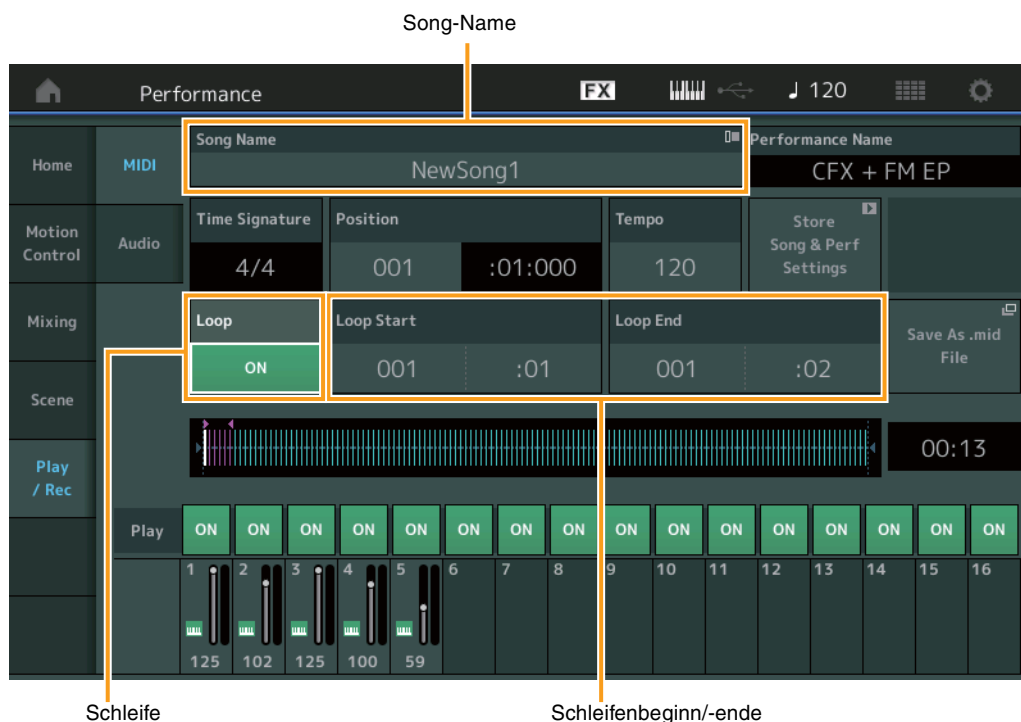 Song-Name
Performance
FX
120
Home
Motion
Control
Mixing
Scene
Play
/ Rec
MIDI
Audio
Song Name
NewSong1
Performance Name
CFX + FM EP
Time Signature
4/4
Position
001 :01:000
Tempo
120
Store
Song & Perf
Settings
Loop
ON
Loop Start
001 :01
Loop End
001 :02
Save As .mid
File
00:13
Play ON ON ON ON ON ON ON ON ON ON ON ON ON ON ON ON
1 2 3 4 5 6 7 8 9 10 11 12 13 14 15 16
125 102 125 100 59
Schleife
Schleifenbeginn/-ende